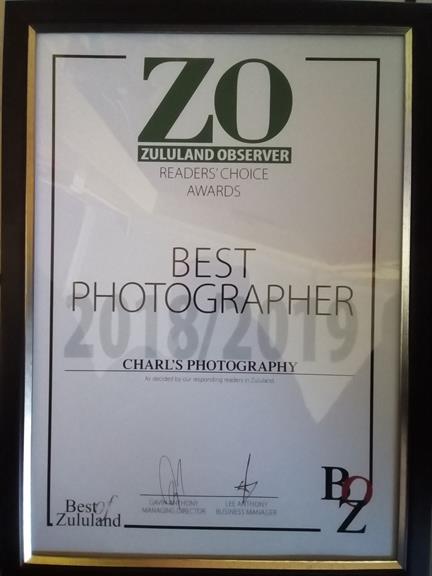 ZO
ZULULAND OBSERVER
READERS' CHOICE
AWARDS
BEST
PHOTOGRAPHER
2018/2019
CHARL'S PHOTOGRAPHY
As decided by our responding readers in Zululand.
GAVIN ANTHONY LEE ANTHONY
MANAGING DIRECTOR BUSINESS MANAGER
Best of
Zululand
BOZ